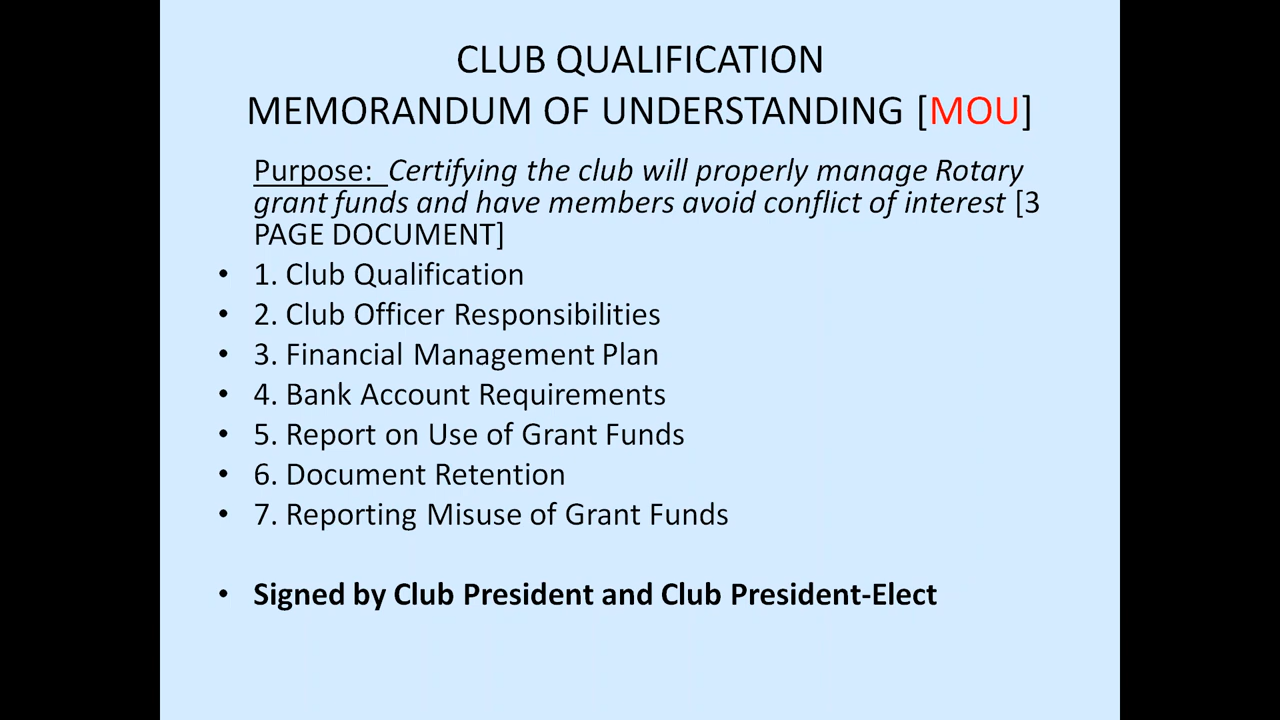 CLUB QUALIFICATION
MEMORANDUM OF UNDERSTANDING [MOU]
Purpose: Certifying the club will properly manage Rotary
grant funds and have members avoid conflict of interest [3
PAGE DOCUMENT]
• 1. Club Qualification
• 2. Club Officer Responsibilities
• 3. Financial Management Plan
• 4. Bank Account Requirements
• 5. Report on Use of Grant Funds
• 6. Document Retention
• 7. Reporting Misuse of Grant Funds
• Signed by Club President and Club President-Elect